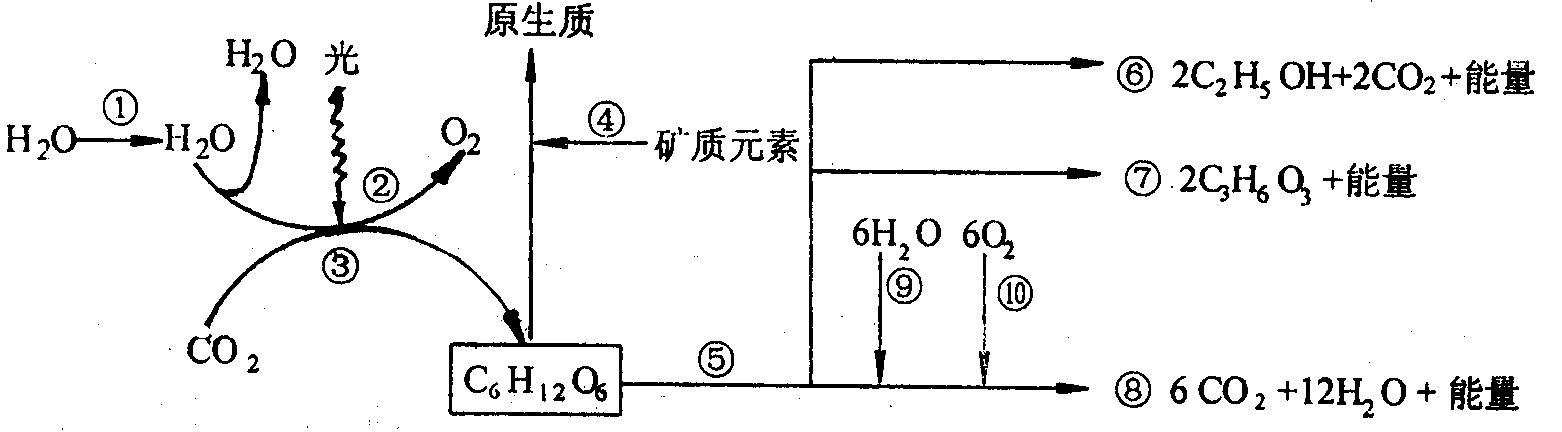 原生质
H₂O 光
⑥ 2C₂H₅OH+2CO₂+能量
H₂O ① H₂O
O₂
④ 矿质元素
②
⑦ 2C₃H₆O₃+能量
③
6H₂O 6O₂
⑨ ⑩
CO₂
C₆H₁₂O₆
⑤
⑧ 6CO₂+12H₂O+能量